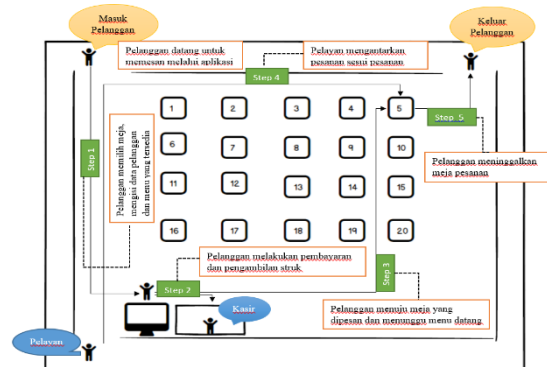 Masuk
Pelanggan
Keluar
Pelanggan
Pelanggan datang untuk
memesan melalui aplikasi
Pelayan mengantarkan
pesanan sesui pesanan
Step 4
1
2
3
4
5
Step 5
Step 1
Pelanggan memilih meja,
mengisi data pelanggan
dan menu yang tersedia
6
7
8
9
10
Pelanggan meninggalkan
meja pesanan
11
12
13
14
15
16
17
18
19
20
Pelanggan melakukan pembayaran
dan pengambilan struk
Step 3
Step 2
Kasir
Pelanggan menuju meja yang
dipesan dan menunggu menu datang
Pelayan